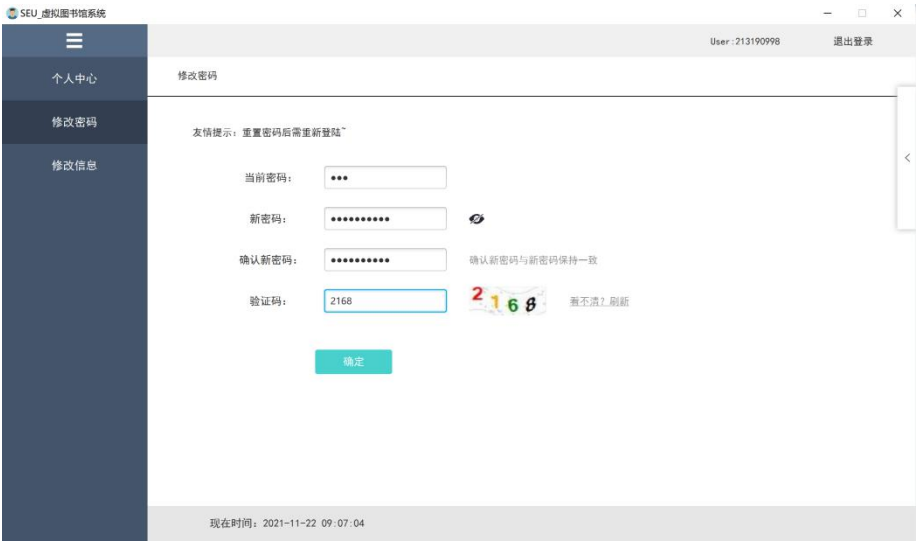 SEU_虚拟图书馆系统
User:213190998 退出登录
个人中心
修改密码
修改密码
友情提示：重置密码后需重新登陆~
修改信息
当前密码：
新密码：
确认新密码： 确认新密码与新密码保持一致
验证码： 2168 2168 看不清？刷新
确定
现在时间：2021-11-22 09:07:04